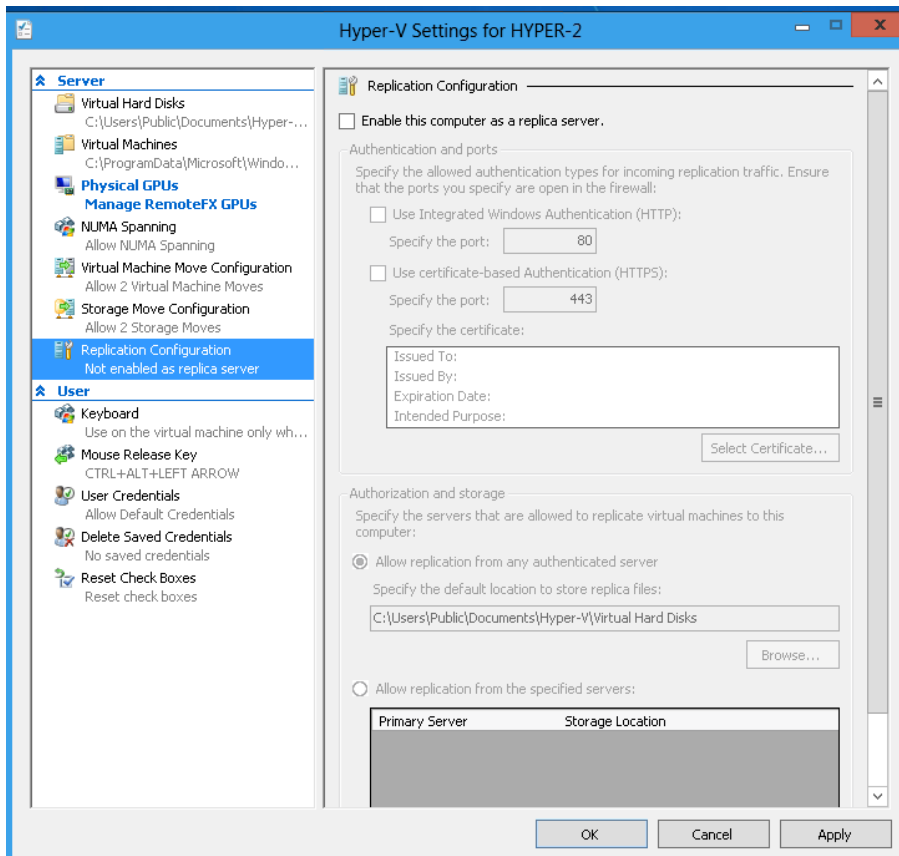 Hyper-V Settings for HYPER-2
Server
Virtual Hard Disks
C:\Users\Public\Documents\Hyper-...
Virtual Machines
C:\ProgramData\Microsoft\Windo...
Physical GPUs
Manage RemoteFX GPUs
NUMA Spanning
Allow NUMA Spanning
Virtual Machine Move Configuration
Allow 2 Virtual Machine Moves
Storage Move Configuration
Allow 2 Storage Moves
Replication Configuration
Not enabled as replica server
User
Keyboard
Use on the virtual machine only wh...
Mouse Release Key
CTRL+ALT+LEFT ARROW
User Credentials
Allow Default Credentials
Delete Saved Credentials
No saved credentials
Reset Check Boxes
Reset check boxes
Replication Configuration
Enable this computer as a replica server.
Authentication and ports
Specify the allowed authentication types for incoming replication traffic. Ensure
that the ports you specify are open in the firewall:
Use Integrated Windows Authentication (HTTP):
Specify the port: 80
Use certificate-based Authentication (HTTPS):
Specify the port: 443
Specify the certificate:
Issued To:
Issued By:
Expiration Date:
Intended Purpose:
Select Certificate...
Authorization and storage
Specify the servers that are allowed to replicate virtual machines to this
computer:
Allow replication from any authenticated server
Specify the default location to store replica files:
C:\Users\Public\Documents\Hyper-V\Virtual Hard Disks
Browse...
Allow replication from the specified servers:
Primary Server Storage Location
OK Cancel Apply